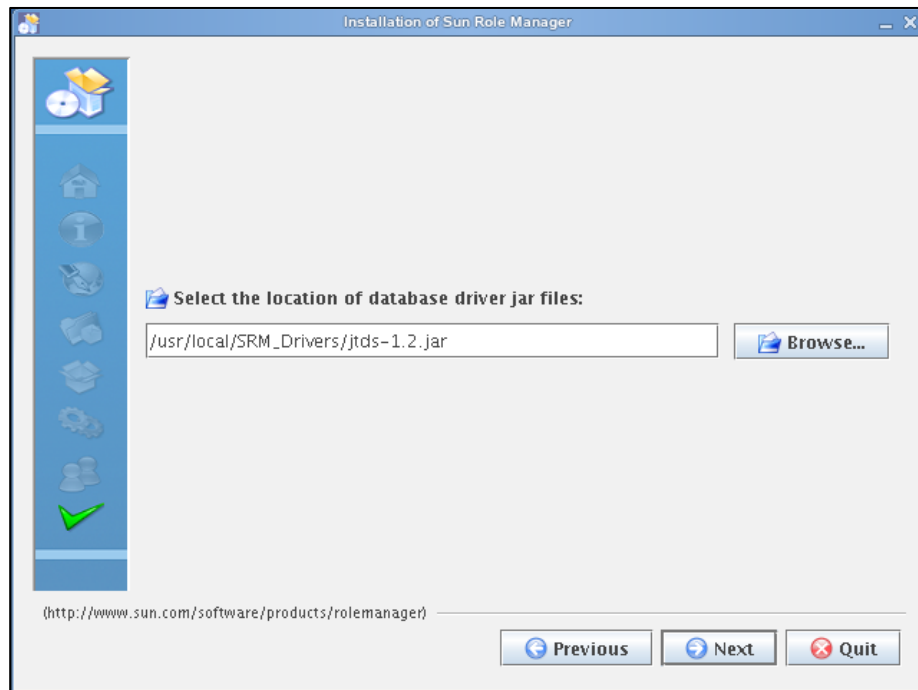 Installation of Sun Role Manager
Select the location of database driver jar files:
/usr/local/SRM_Drivers/jtds-1.2.jar
Browse...
(http://www.sun.com/software/products/rolemanager)
Previous
Next
Quit